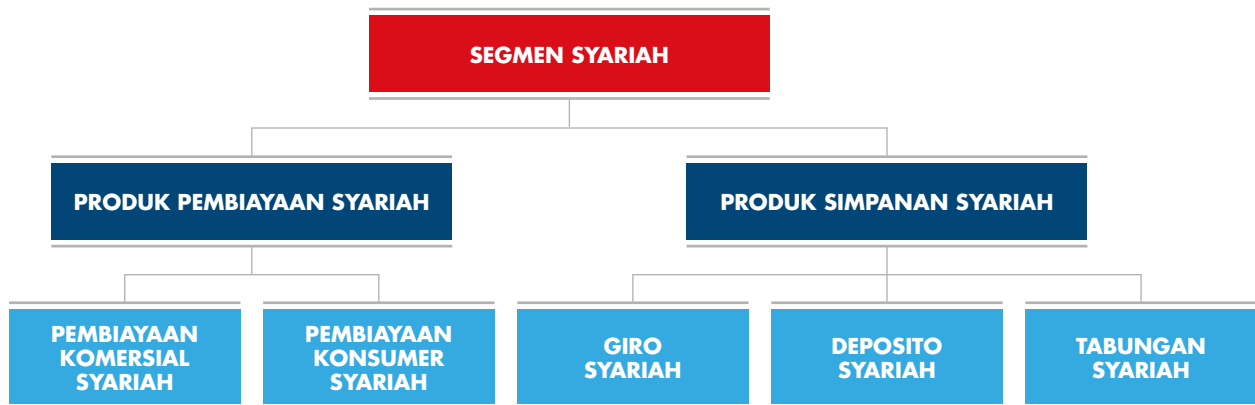 SEGMEN SYARIAH
PRODUK PEMBIAYAAN SYARIAH
PRODUK SIMPANAN SYARIAH
PEMBIAYAAN
KOMERSIAL
SYARIAH
PEMBIAYAAN
KONSUMER
SYARIAH
GIRO
SYARIAH
DEPOSITO
SYARIAH
TABUNGAN
SYARIAH